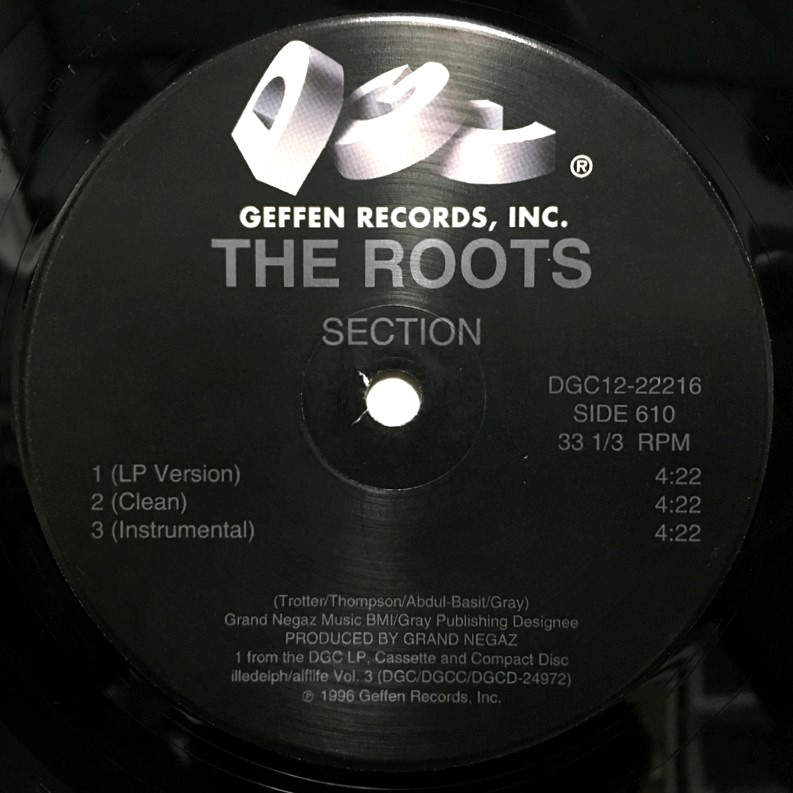 ®
GEFFEN RECORDS, INC.
THE ROOTS
SECTION
DGC12-22216
SIDE 610
33 1/3 RPM
1 (LP Version) 4:22
2 (Clean) 4:22
3 (Instrumental) 4:22
(Trotter/Thompson/Abdul-Basit/Gray)
Grand Negaz Music BMI/Gray Publishing Designee
PRODUCED BY GRAND NEGAZ
1 from the DGC LP, Cassette and Compact Disc
illedelph/alflife Vol. 3 (DGC/DGCC/DGCD-24972)
℗ 1996 Geffen Records, Inc.